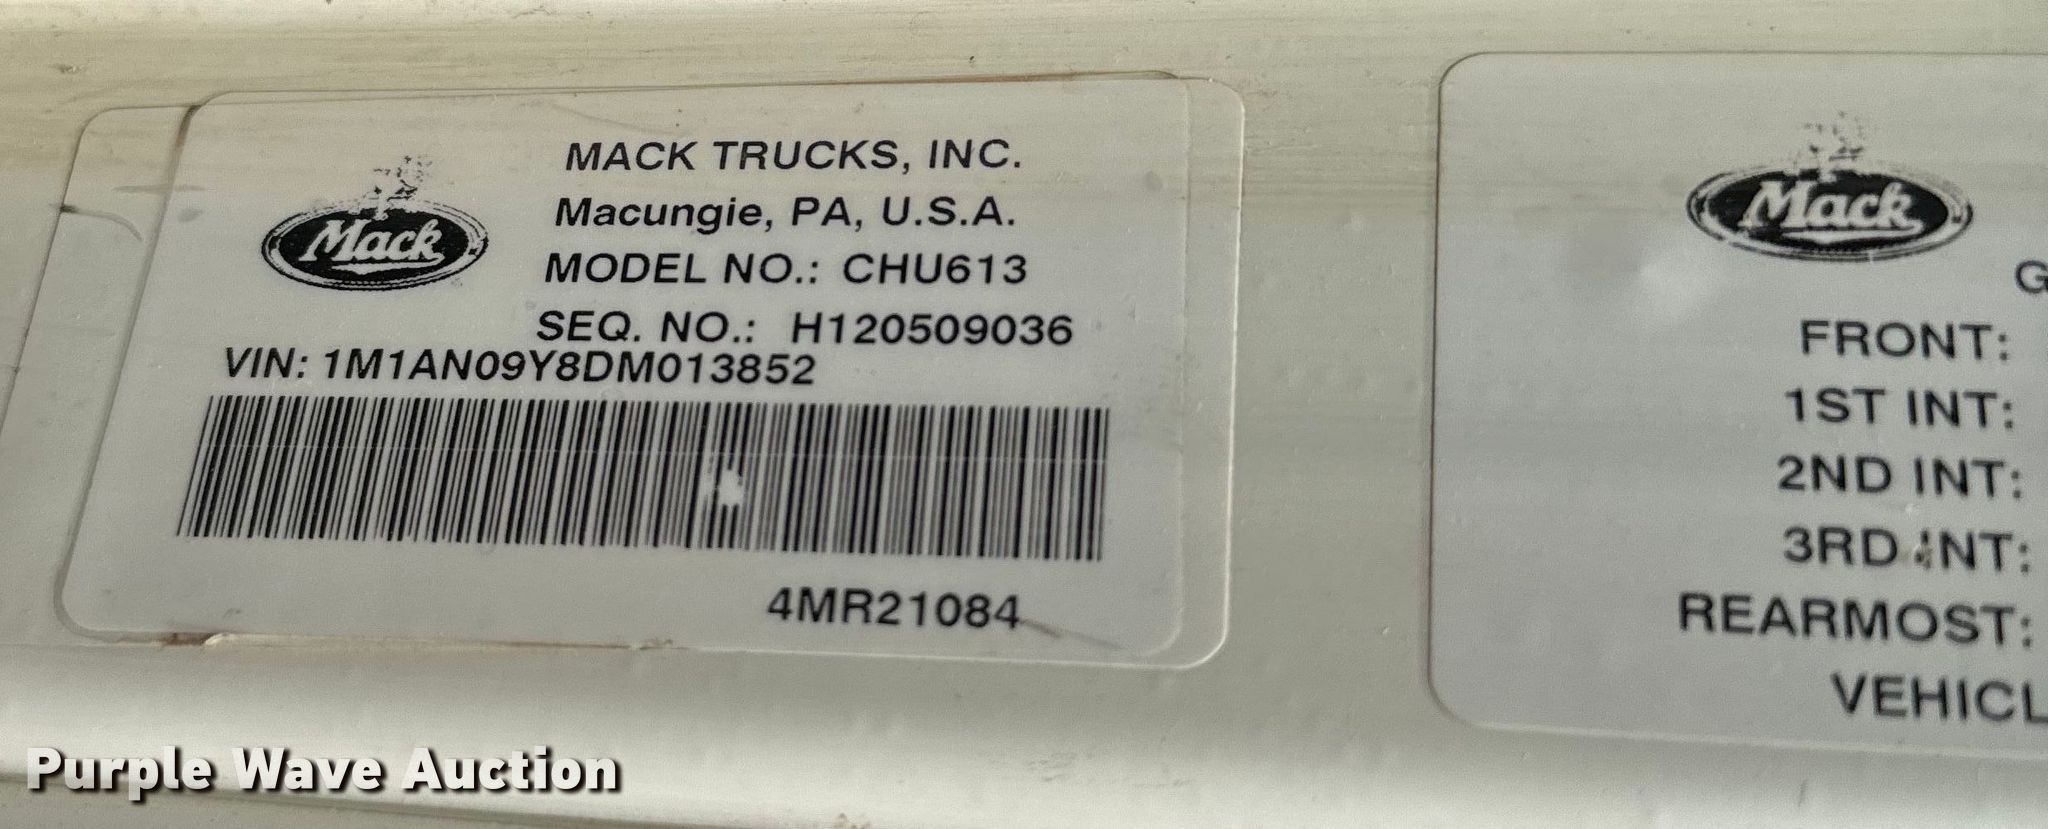 Mack
MACK TRUCKS, INC.
Macungie, PA, U.S.A.
MODEL NO.: CHU613
SEQ. NO.: H120509036
VIN: 1M1AN09Y8DM013852
4MR21084
Mack
G
FRONT:
1ST INT:
2ND INT:
3RD INT:
REARMOST:
VEHICL
Purple Wave Auction